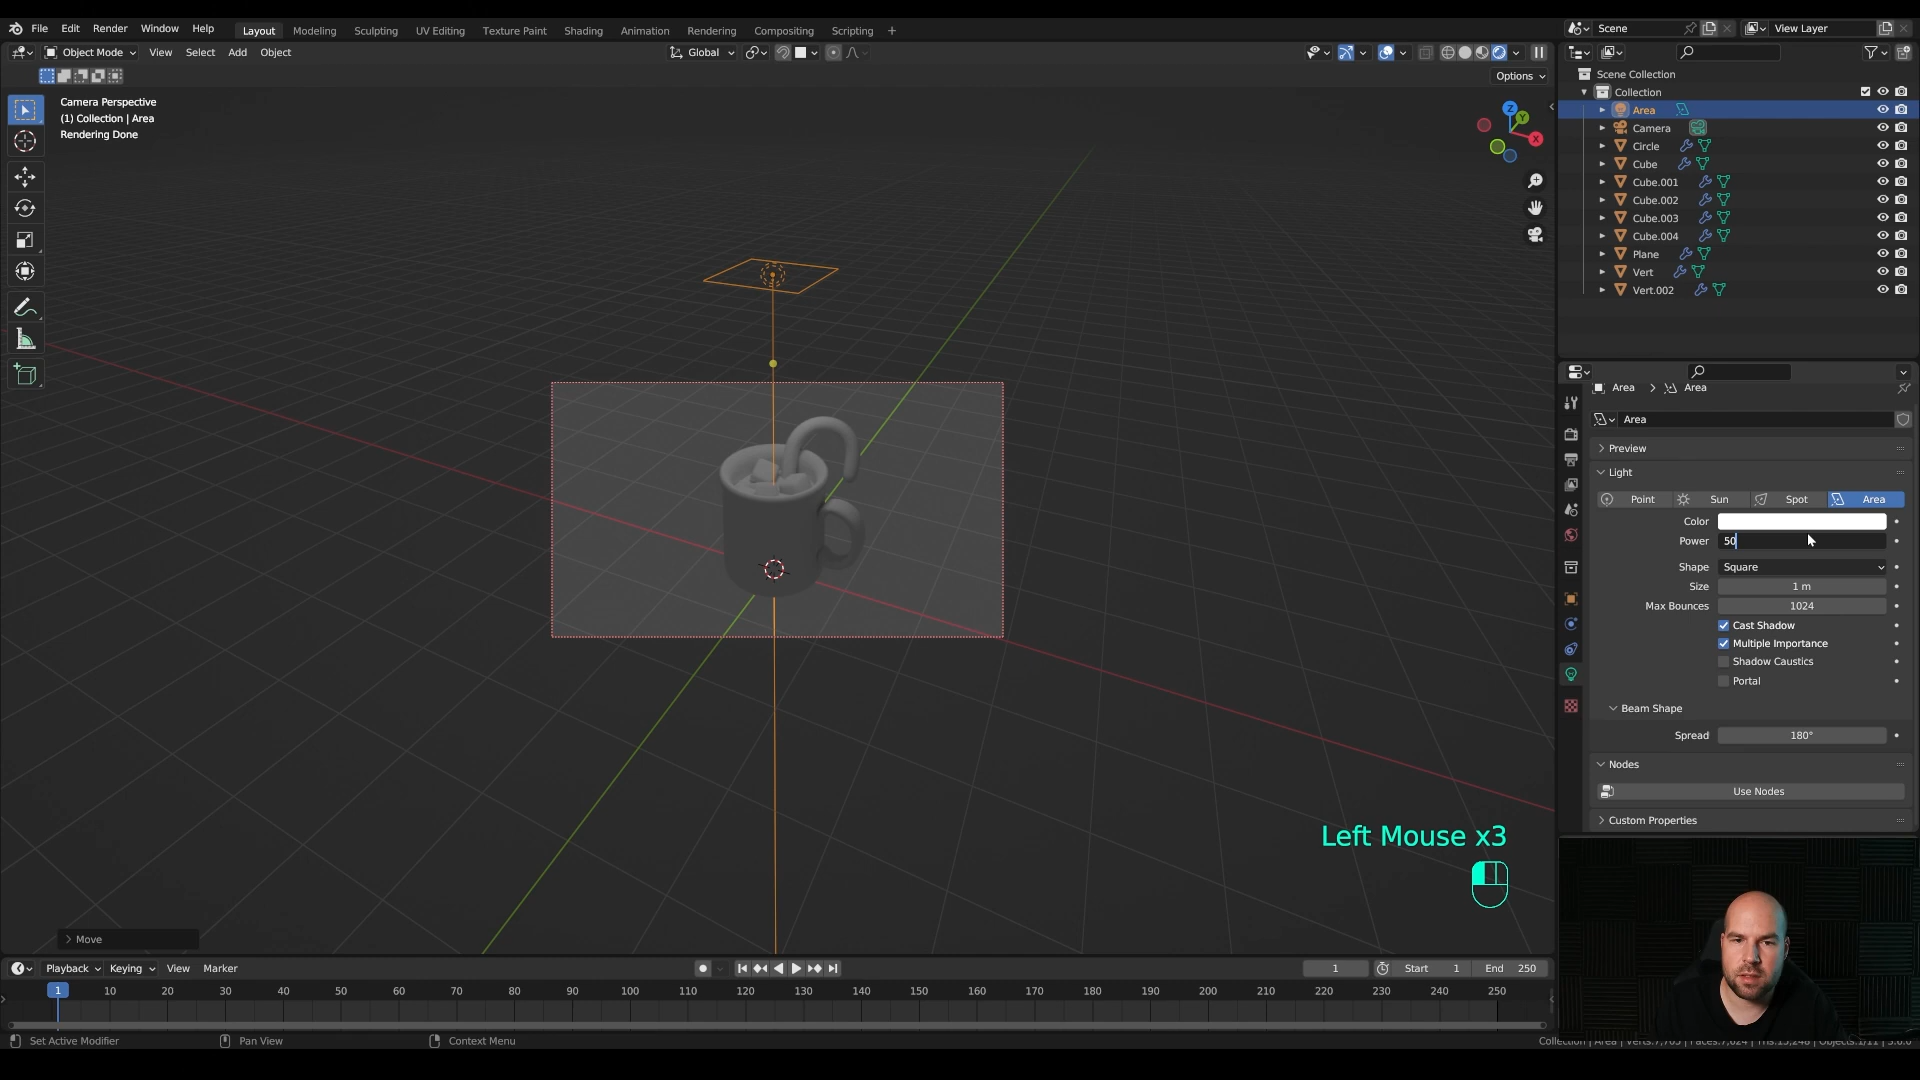 File Edit Render Window Help Layout Modeling Sculpting UV Editing Texture Paint Shading Animation Rendering Compositing Scripting + Scene View Layer
Object Mode View Select Add Object Global
Options
Camera Perspective
(1) Collection | Area
Rendering Done
Z
Y
X
Scene Collection
Collection
Area
Camera
Circle
Cube
Cube.001
Cube.002
Cube.003
Cube.004
Plane
Vert
Vert.002
Area > Area
Area
Preview
Light
Point Sun Spot Area
Color
Power 50
Shape Square
Size 1 m
Max Bounces 1024
Cast Shadow
Multiple Importance
Shadow Caustics
Portal
Beam Shape
Spread 180°
Nodes
Use Nodes
Custom Properties
Left Mouse x3
Move
Playback Keying View Marker 1 Start 1 End 250
1 10 20 30 40 50 60 70 80 90 100 110 120 130 140 150 160 170 180 190 200 210 220 230 240 250
Set Active Modifier Pan View Context Menu